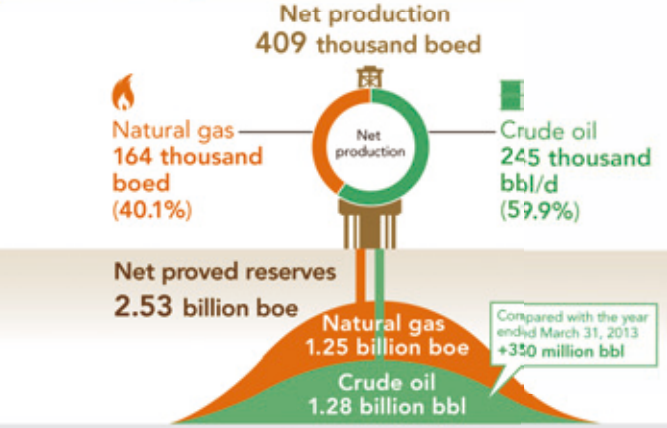 Net production
409 thousand boed
Natural gas
164 thousand
boed
(40.1%)
Net
production
Crude oil
245 thousand
bbl/d
(59.9%)
Net proved reserves
2.53 billion boe
Natural gas
1.25 billion boe
Crude oil
1.28 billion bbl
Compared with the year
ended March 31, 2013
million bbl